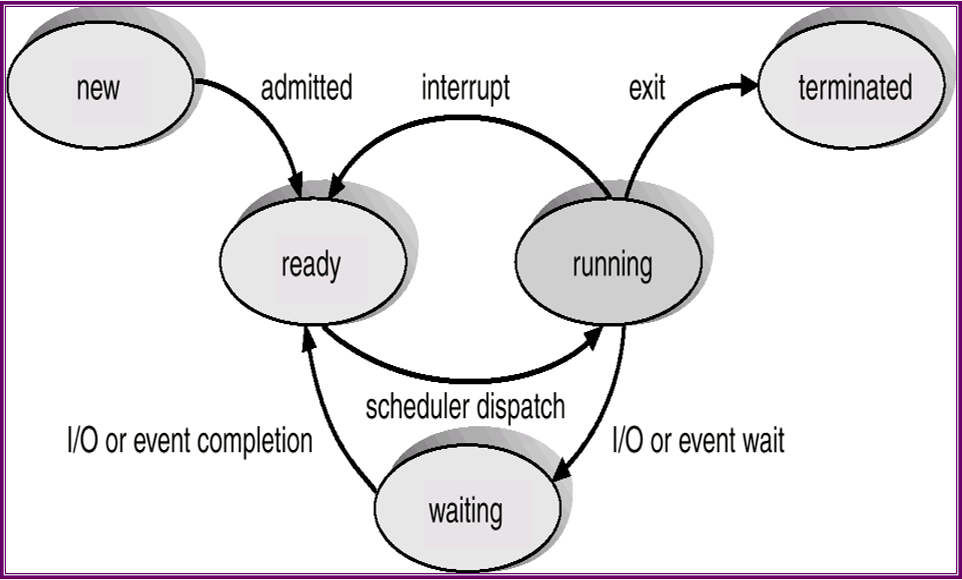 new
admitted
interrupt
exit
terminated
ready
running
scheduler dispatch
I/O or event completion
I/O or event wait
waiting